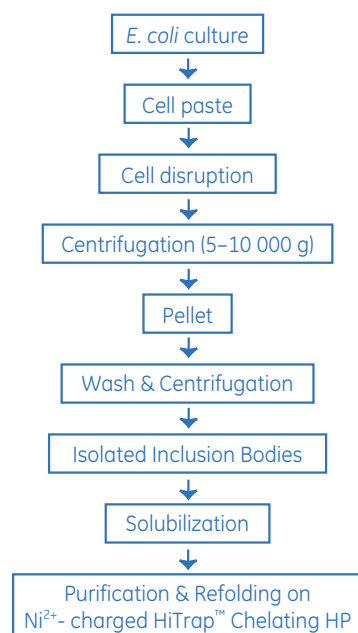 E. coli culture
Cell paste
Cell disruption
Centrifugation (5–10 000 g)
Pellet
Wash & Centrifugation
Isolated Inclusion Bodies
Solubilization
Purification & Refolding on
Ni²⁺- charged HiTrap™ Chelating HP